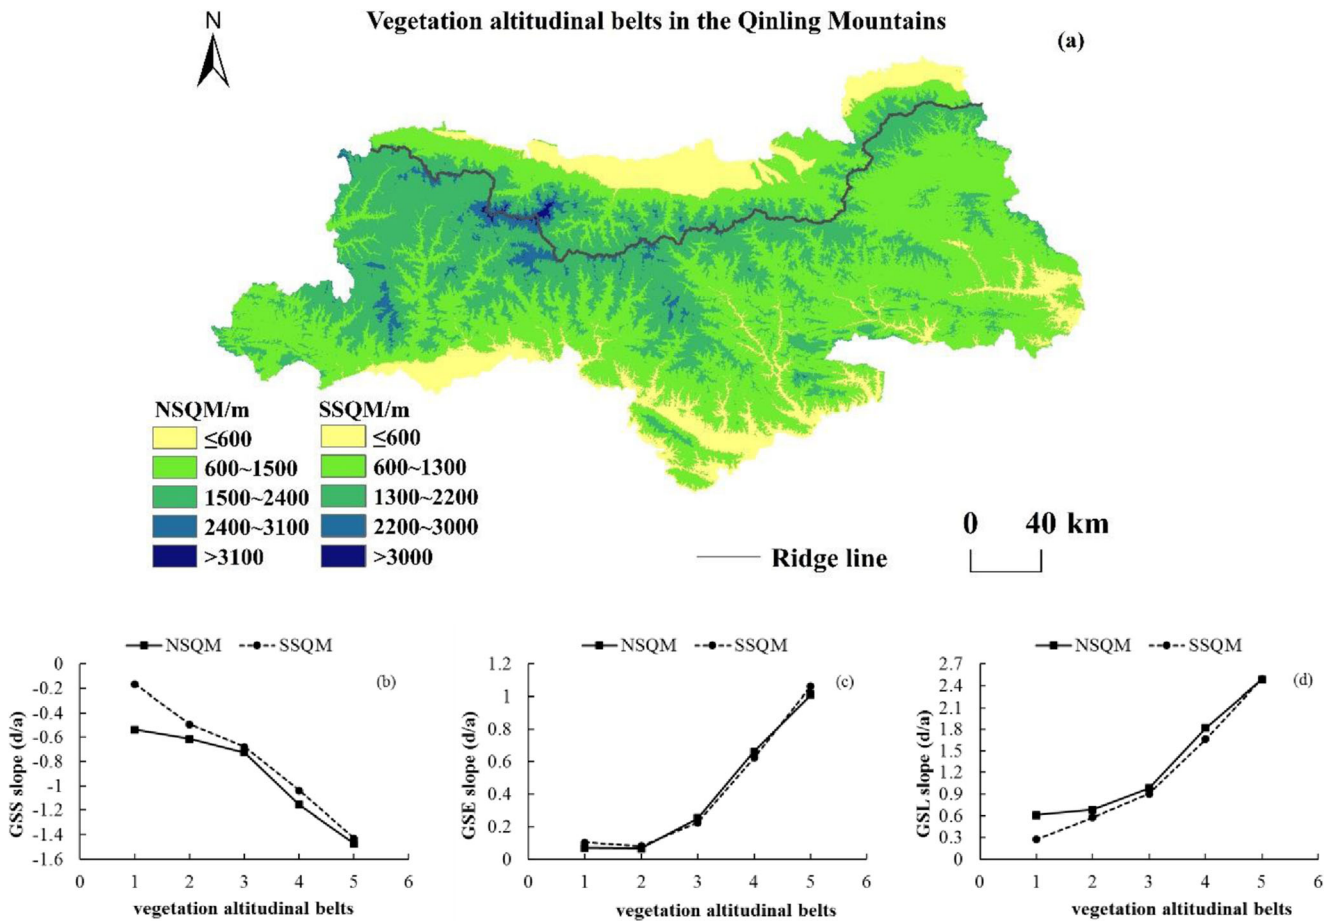 Vegetation altitudinal belts in the Qinling Mountains
N
(a)
NSQM/m SSQM/m
≤600 ≤600
600~1500 600~1300
1500~2400 1300~2200
2400~3100 2200~3000
>3100 >3000
Ridge line
0 40 km
NSQM SSQM
(b)
0
-0.2
-0.4
-0.6
-0.8
-1
-1.2
-1.4
-1.6
GSS slope (d/a)
0 1 2 3 4 5 6
vegetation altitudinal belts
NSQM SSQM
(c)
1.2
1
0.8
0.6
0.4
0.2
0
GSE slope (d/a)
0 1 2 3 4 5 6
vegetation altitudinal belts
NSQM SSQM
(d)
2.7
2.4
2.1
1.8
1.5
1.2
0.9
0.6
0.3
0
GSL slope (d/a)
0 1 2 3 4 5 6
vegetation altitudinal belts